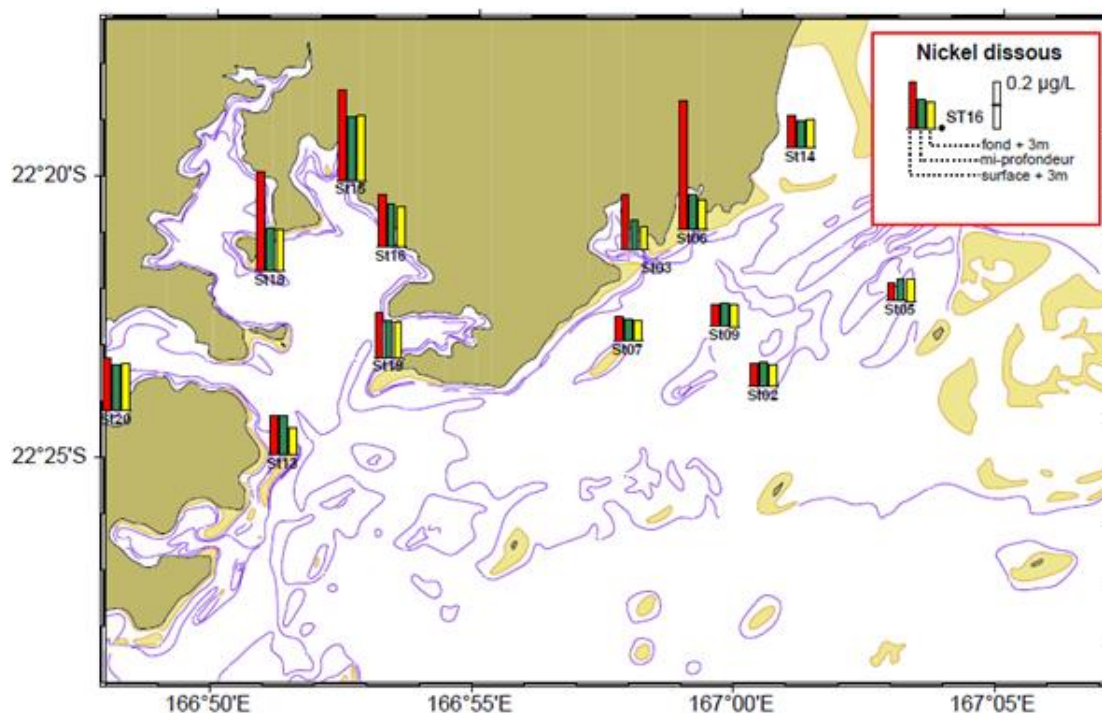 Nickel dissous
0.2 µg/L
ST16
fond + 3m
mi-profondeur
surface + 3m
22°20'S
22°25'S
St14
St15
St16
St06
St03
St18
St05
St09
St07
St19
St02
St20
St13
166°50'E
166°55'E
167°00'E
167°05'E